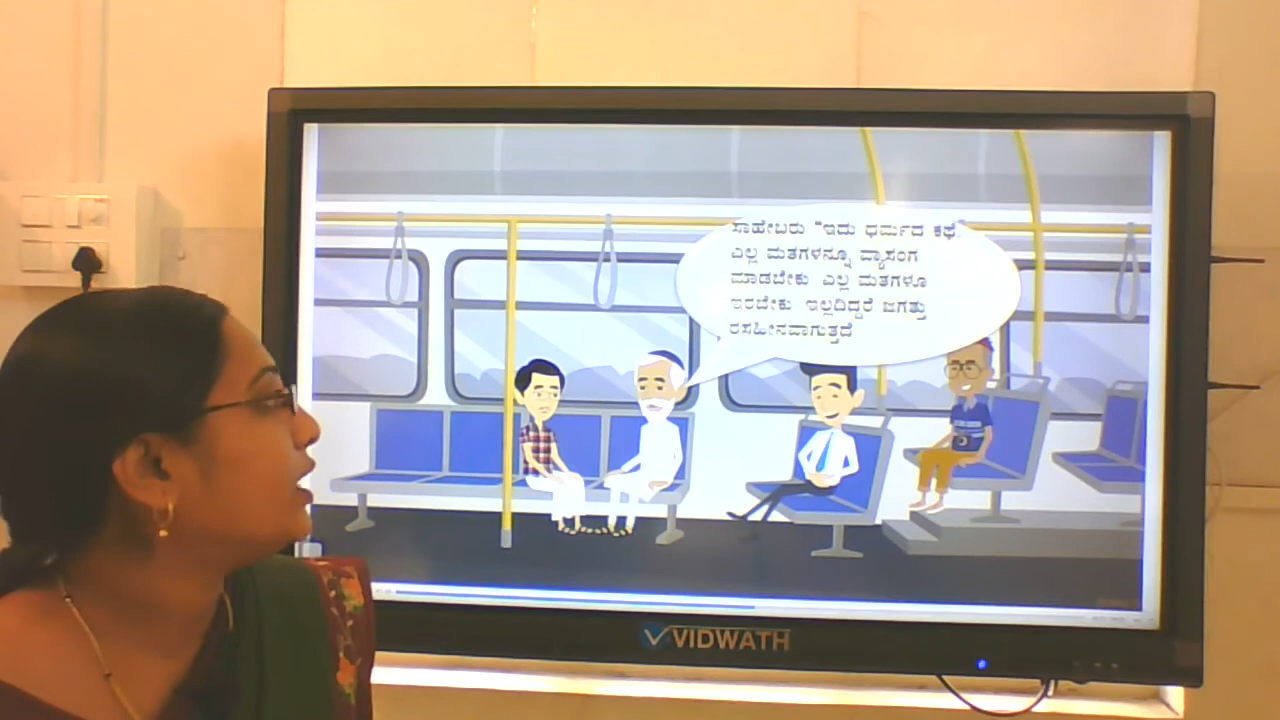 ಸಾಹೇಬರು "ಇದು ಧರ್ಮದ ಕಥೆ."
ಎಲ್ಲ ಮತಗಳನ್ನೂ ವ್ಯಾಸಂಗ
ಮಾಡಬೇಕು ಎಲ್ಲ ಮತಗಳೂ
ಇರಬೇಕು ಇಲ್ಲದಿದ್ದರೆ ಜಗತ್ತು
ರಸಹೀನವಾಗುತ್ತದೆ
VIDWATH